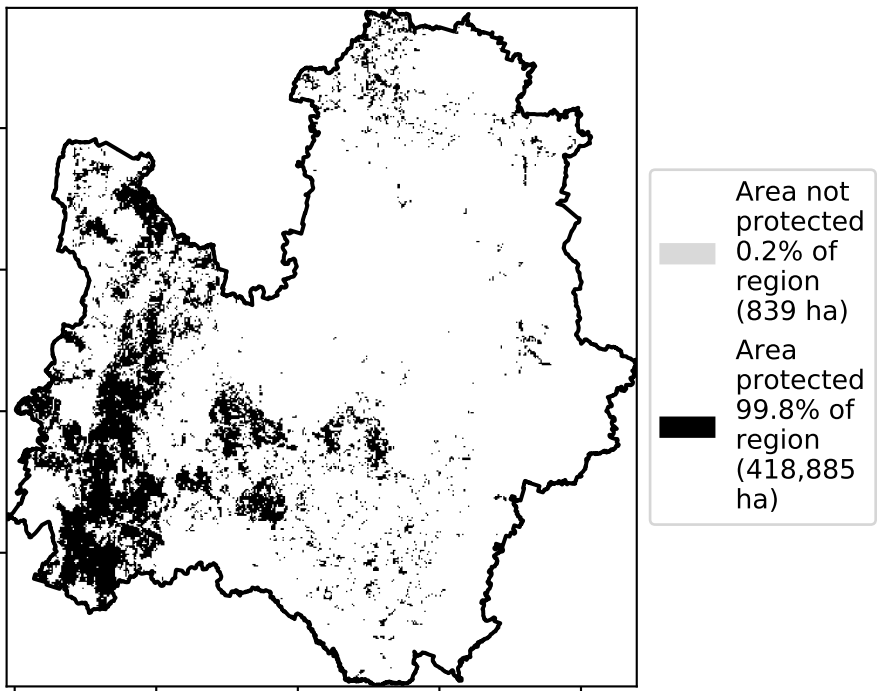 Area not
protected
0.2% of
region
(839 ha)
Area
protected
99.8% of
region
(418,885
ha)